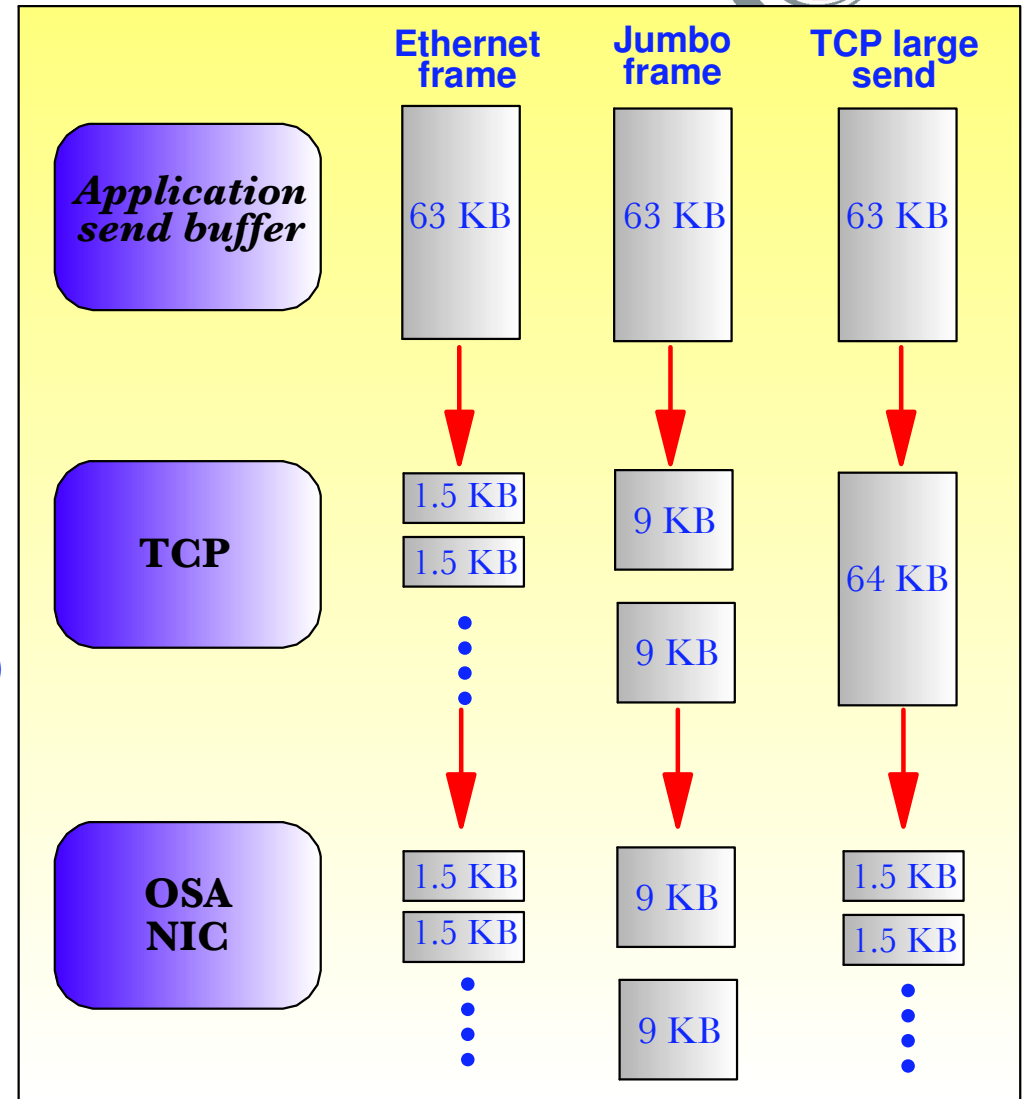 Ethernet
frame
Jumbo
frame
TCP large
send
Application
send buffer
63 KB
63 KB
63 KB
TCP
1.5 KB
1.5 KB
9 KB
9 KB
64 KB
OSA
NIC
1.5 KB
1.5 KB
9 KB
9 KB
1.5 KB
1.5 KB